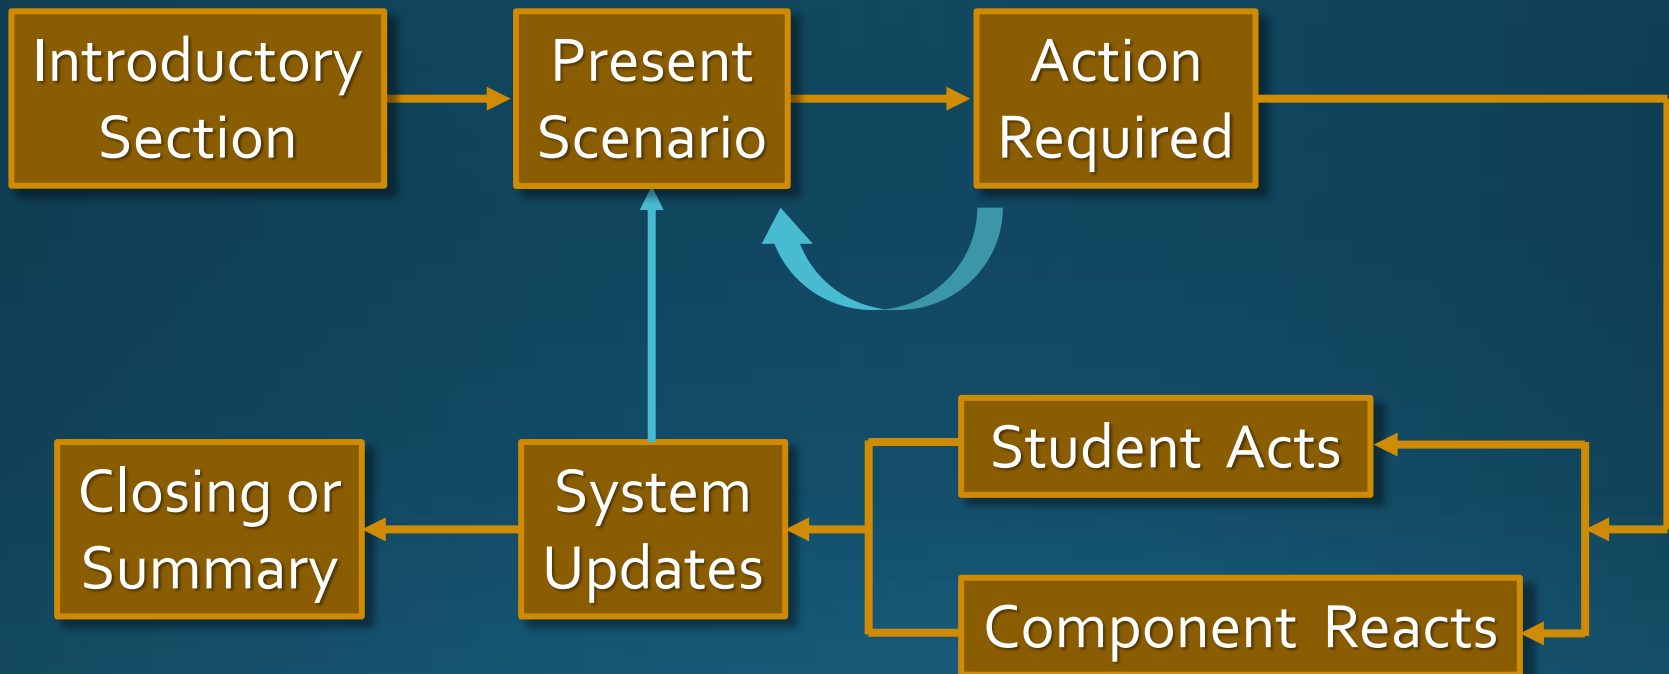 Introductory
Section
Present
Scenario
Action
Required
Student Acts
Component Reacts
System
Updates
Closing or
Summary